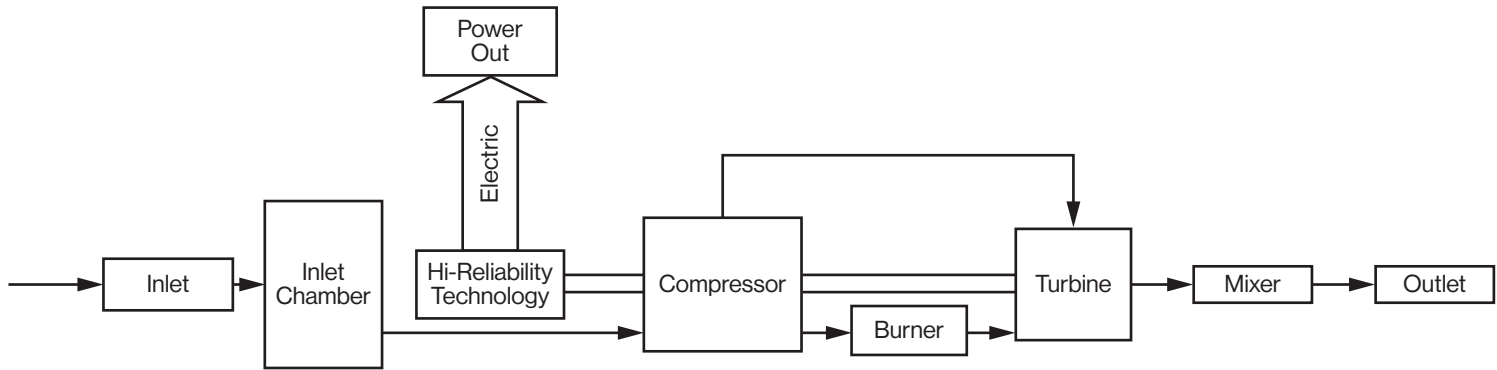 Power
Out
Electric
Inlet
Inlet
Chamber
Hi-Reliability
Technology
Compressor
Burner
Turbine
Mixer
Outlet